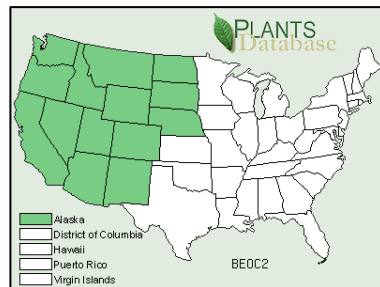 PLANTS
Database
Alaska
District of Columbia
Hawaii
Puerto Rico
Virgin Islands
BEOC2